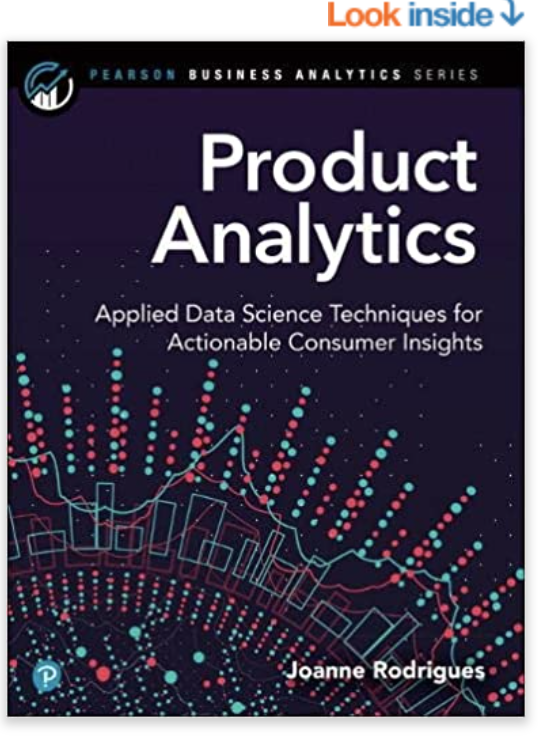 Look inside
PEARSON BUSINESS ANALYTICS SERIES
Product
Analytics
Applied Data Science Techniques for
Actionable Consumer Insights
Joanne Rodrigues
P